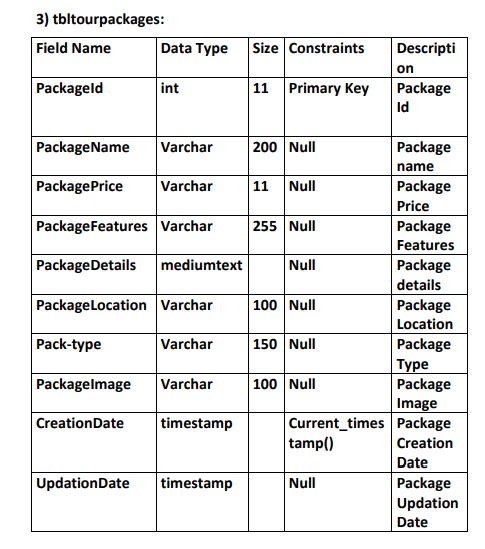 3) tbltourpackages:
Field Name Data Type Size Constraints Descripti
on
PackageId int 11 Primary Key Package
Id
PackageName Varchar 200 Null Package
name
PackagePrice Varchar 11 Null Package
Price
PackageFeatures Varchar 255 Null Package
Features
PackageDetails mediumtext Null Package
details
PackageLocation Varchar 100 Null Package
Location
Pack-type Varchar 150 Null Package
Type
PackageImage Varchar 100 Null Package
Image
CreationDate timestamp Current_times Package
tamp() Creation
Date
UpdationDate timestamp Null Package
Updation
Date